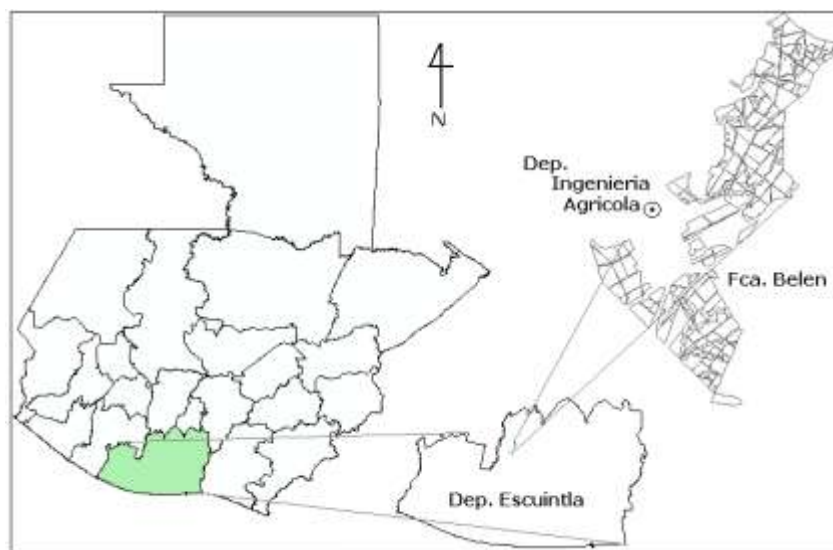 N
Dep.
Ingenieria
Agricola
Fca. Belen
Dep. Escuintla